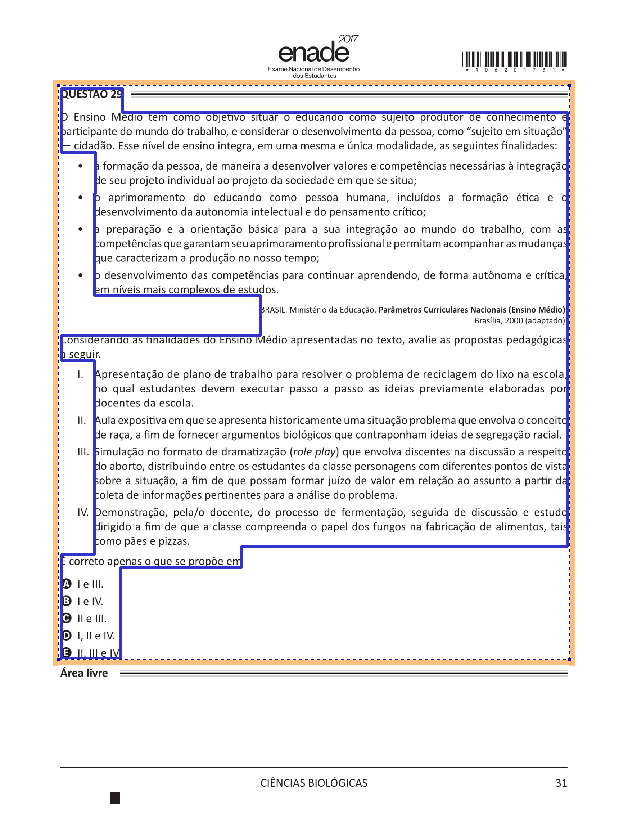 2017
enade
Exame Nacional de Desempenho
dos Estudantes
*R0620175 1*
QUESTÃO 29
O Ensino Médio tem como objetivo situar o educando como sujeito produtor de conhecimento e
participante do mundo do trabalho, e considerar o desenvolvimento da pessoa, como “sujeito em situação”
— cidadão. Esse nível de ensino integra, em uma mesma e única modalidade, as seguintes finalidades:
• a formação da pessoa, de maneira a desenvolver valores e competências necessárias à integração
de seu projeto individual ao projeto da sociedade em que se situa;
• o aprimoramento do educando como pessoa humana, incluídos a formação ética e o
desenvolvimento da autonomia intelectual e do pensamento crítico;
• a preparação e a orientação básica para a sua integração ao mundo do trabalho, com as
competências que garantam seu aprimoramento profissional e permitam acompanhar as mudanças
que caracterizam a produção no nosso tempo;
• o desenvolvimento das competências para continuar aprendendo, de forma autônoma e crítica,
em níveis mais complexos de estudos.
BRASIL. Ministério da Educação. Parâmetros Curriculares Nacionais (Ensino Médio).
Brasília, 2000 (adaptado).
Considerando as finalidades do Ensino Médio apresentadas no texto, avalie as propostas pedagógicas
a seguir.
I. Apresentação de plano de trabalho para resolver o problema de reciclagem do lixo na escola,
no qual estudantes devem executar passo a passo as ideias previamente elaboradas por
docentes da escola.
II. Aula expositiva em que se apresenta historicamente uma situação problema que envolva o conceito
de raça, a fim de fornecer argumentos biológicos que contraponham ideias de segregação racial.
III. Simulação no formato de dramatização (role play) que envolva discentes na discussão a respeito
do aborto, distribuindo entre os estudantes da classe personagens com diferentes pontos de vista
sobre a situação, a fim de que possam formar juízo de valor em relação ao assunto a partir da
coleta de informações pertinentes para a análise do problema.
IV. Demonstração, pela/o docente, do processo de fermentação, seguida de discussão e estudo
dirigido a fim de que a classe compreenda o papel dos fungos na fabricação de alimentos, tais
como pães e pizzas.
É correto apenas o que se propõe em
A I e III.
B I e IV.
C II e III.
D I, II e IV.
E II, III e IV.
Área livre
CIÊNCIAS BIOLÓGICAS
31